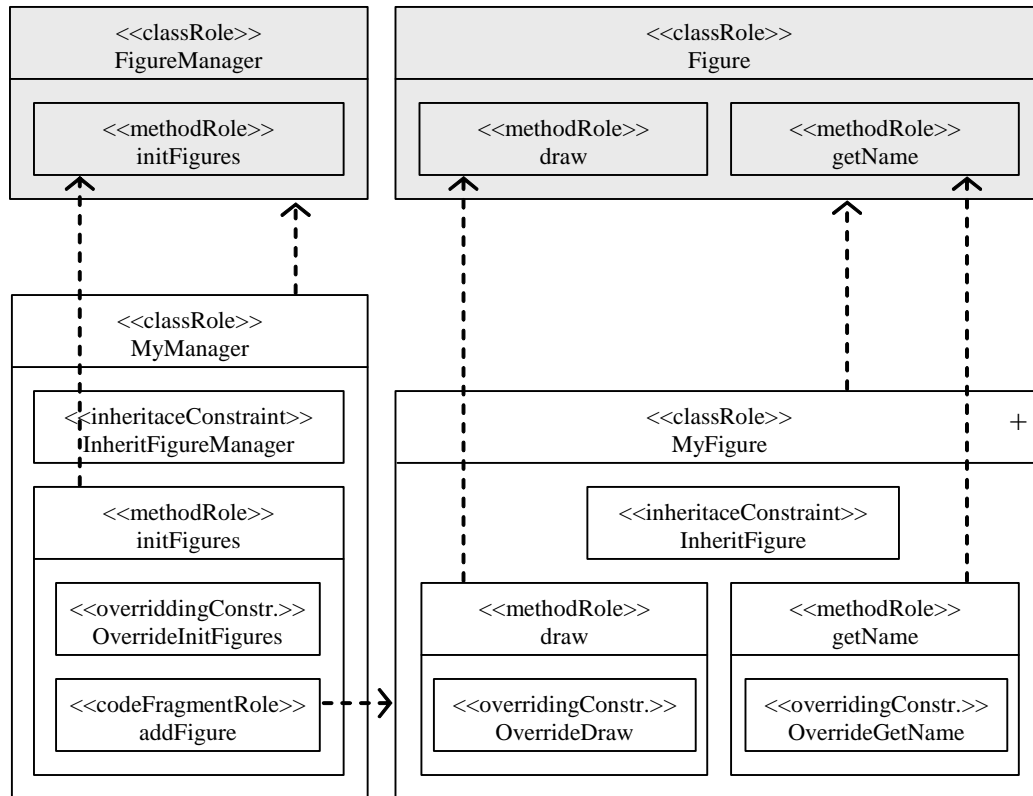 <<classRole>>
FigureManager
<<methodRole>>
initFigures
<<classRole>>
Figure
<<methodRole>>
draw
<<methodRole>>
getName
<<classRole>>
MyManager
<<inheritaceConstraint>>
InheritFigureManager
<<methodRole>>
initFigures
<<overriddingConstr.>>
OverrideInitFigures
<<codeFragmentRole>>
addFigure
<<classRole>>
MyFigure
+
<<inheritaceConstraint>>
InheritFigure
<<methodRole>>
draw
<<overridingConstr.>>
OverrideDraw
<<methodRole>>
getName
<<overridingConstr.>>
OverrideGetName